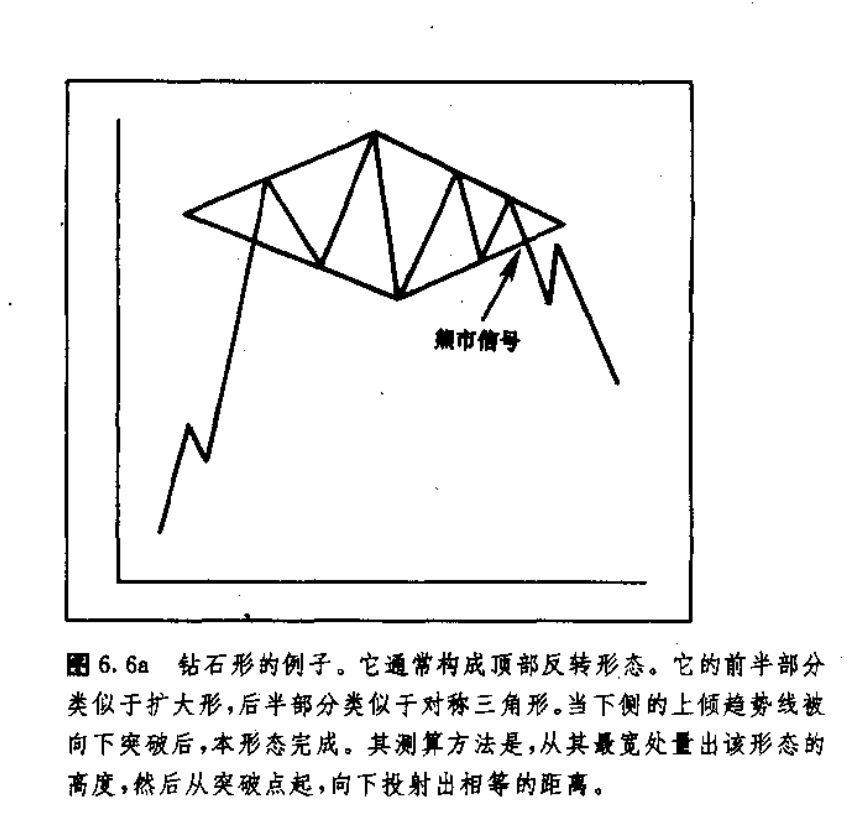 熊市信号
图6.6a 钻石形的例子。它通常构成顶部反转形态。它的前半部分
类似于扩大形,后半部分类似于对称三角形。当下侧的上倾趋势线被
向下突破后,本形态完成。其测算方法是,从其最宽处量出该形态的
高度,然后从突破点起,向下投射出相等的距离。